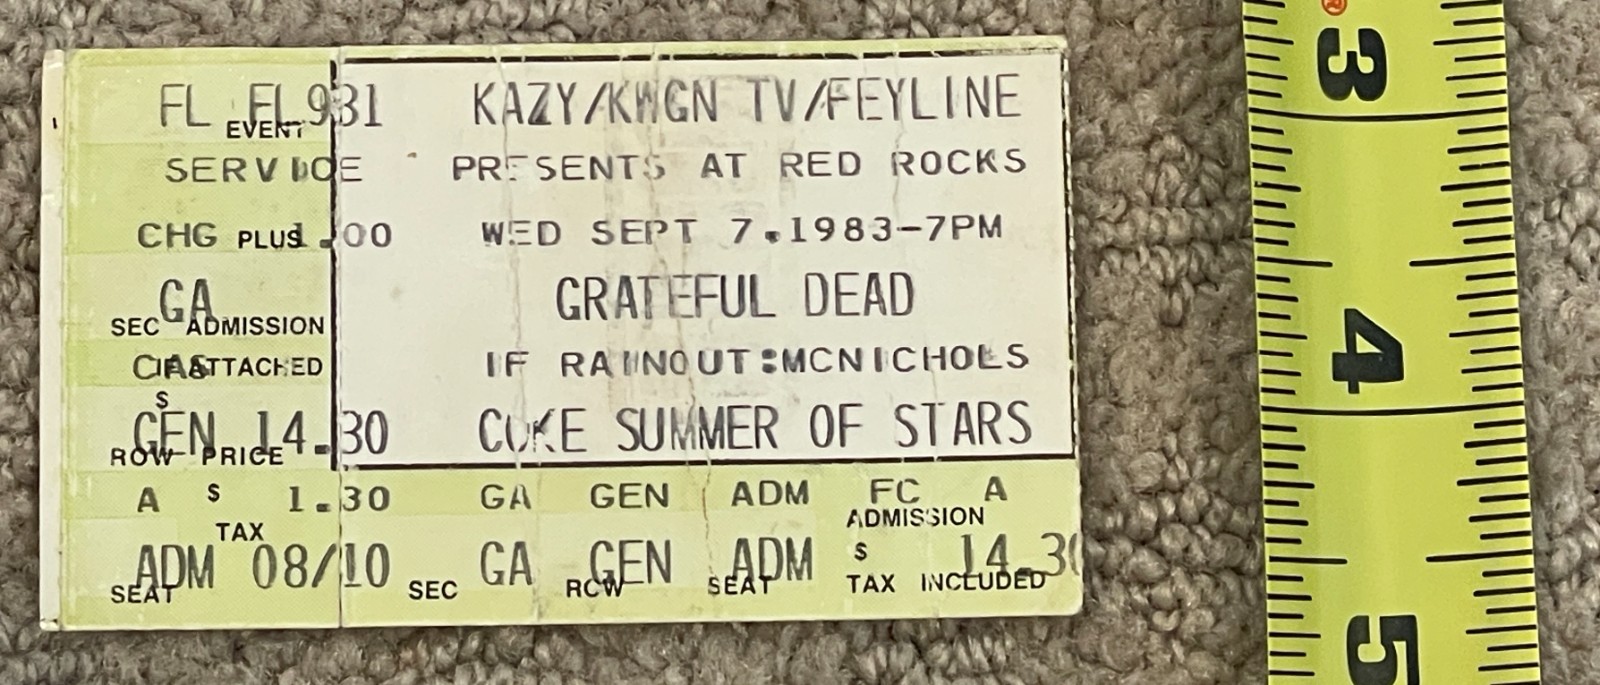 FL FL931 KAZY/KWGN TV/FEYLINE
EVENT
SERVICE PRESENTS AT RED ROCKS
CHG PLUS 1.00 WED SEPT 7.1983-7PM
GA GRATEFUL DEAD
SEC ADMISSION
CA& IF RAINOUT:MCNICHOLS
IF ATTACHED
$
GEN 14.30 COKE SUMMER OF STARS
ROW PRICE
A $ 1.30 GA GEN ADM FC A
TAX ADMISSION
ADM 08/10 GA GEN ADM $ 14.30
SEAT SEC ROW SEAT TAX INCLUDED
3
4
5